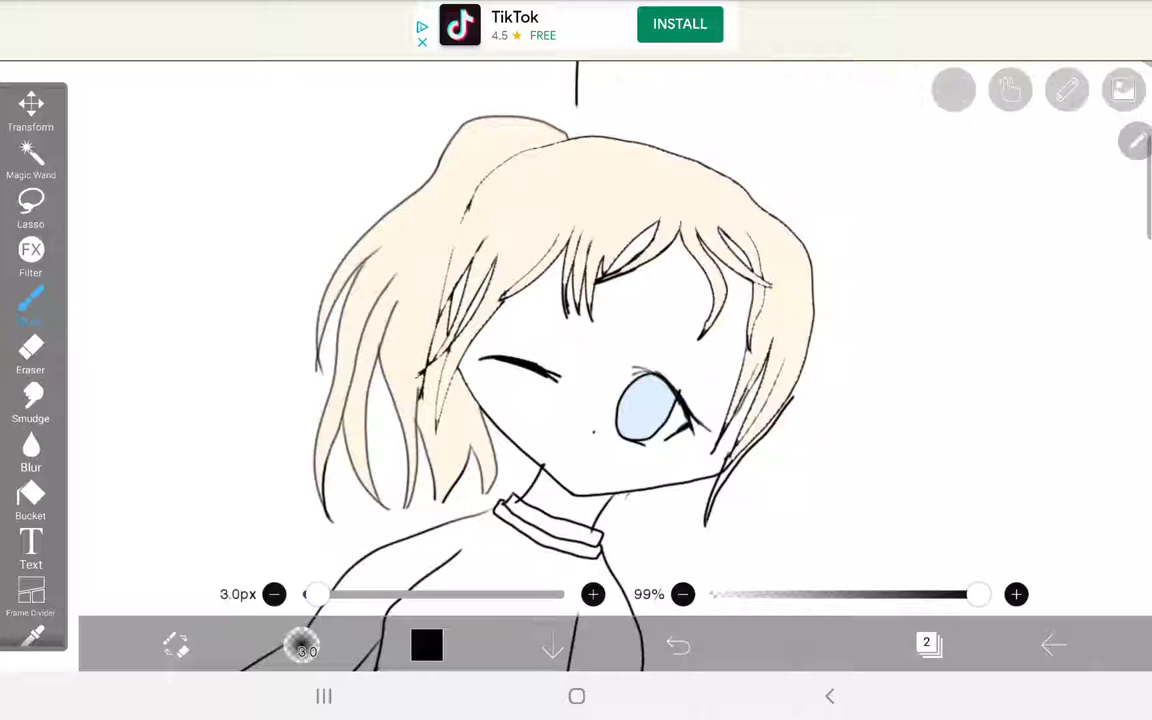 TikTok
4.5 ★ FREE
INSTALL
Transform
Magic Wand
Lasso
FX
Filter
Eraser
Smudge
Blur
Bucket
T
Text
Frame Divider
3.0px
99%
3.0
2